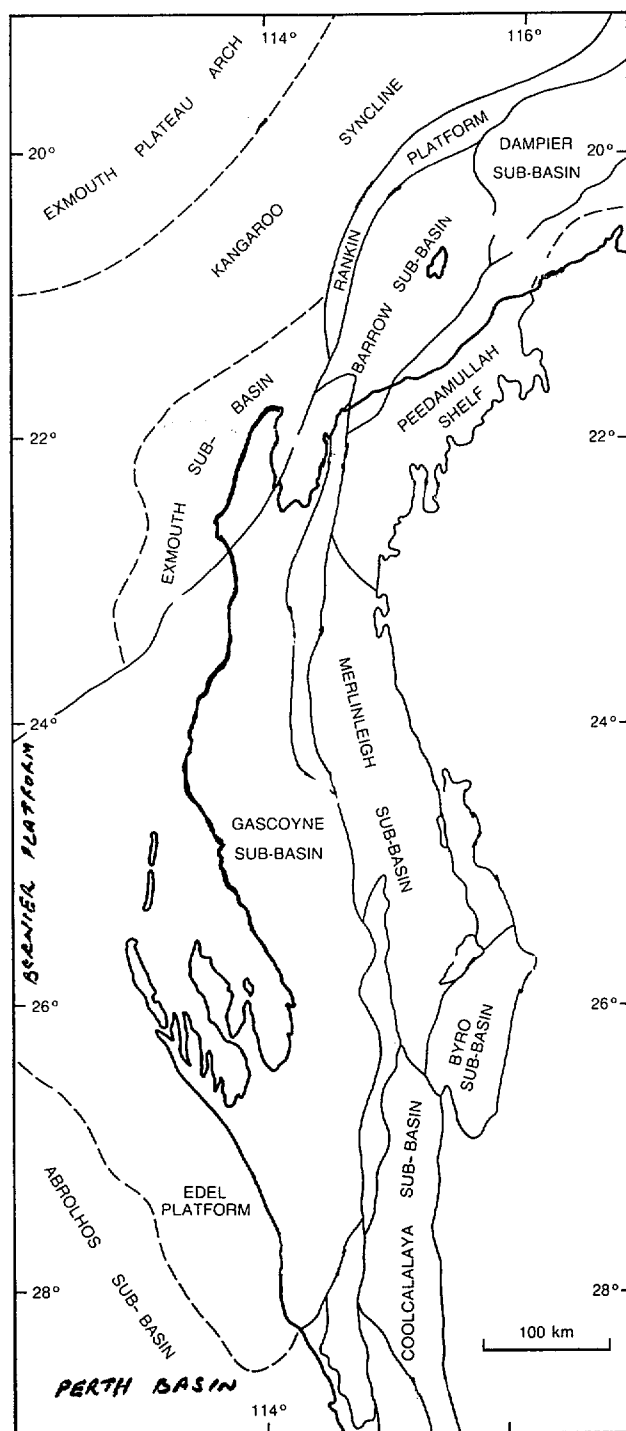 114°
116°
EXMOUTH PLATEAU ARCH
KANGAROO SYNCLINE
20°
RANKIN PLATFORM
DAMPIER
SUB-BASIN
20°
BARROW SUB-BASIN
PEEDAMULLAH
SHELF
22°
EXMOUTH SUB-BASIN
22°
MERLINLEIGH SUB-BASIN
24°
24°
BERNIER PLATFORM
GASCOYNE
SUB-BASIN
26°
26°
BYRO
SUB-BASIN
COOLCALALAYA SUB-BASIN
EDEL
PLATFORM
ABROLHOS SUB-BASIN
28°
28°
100 km
PERTH BASIN
114°